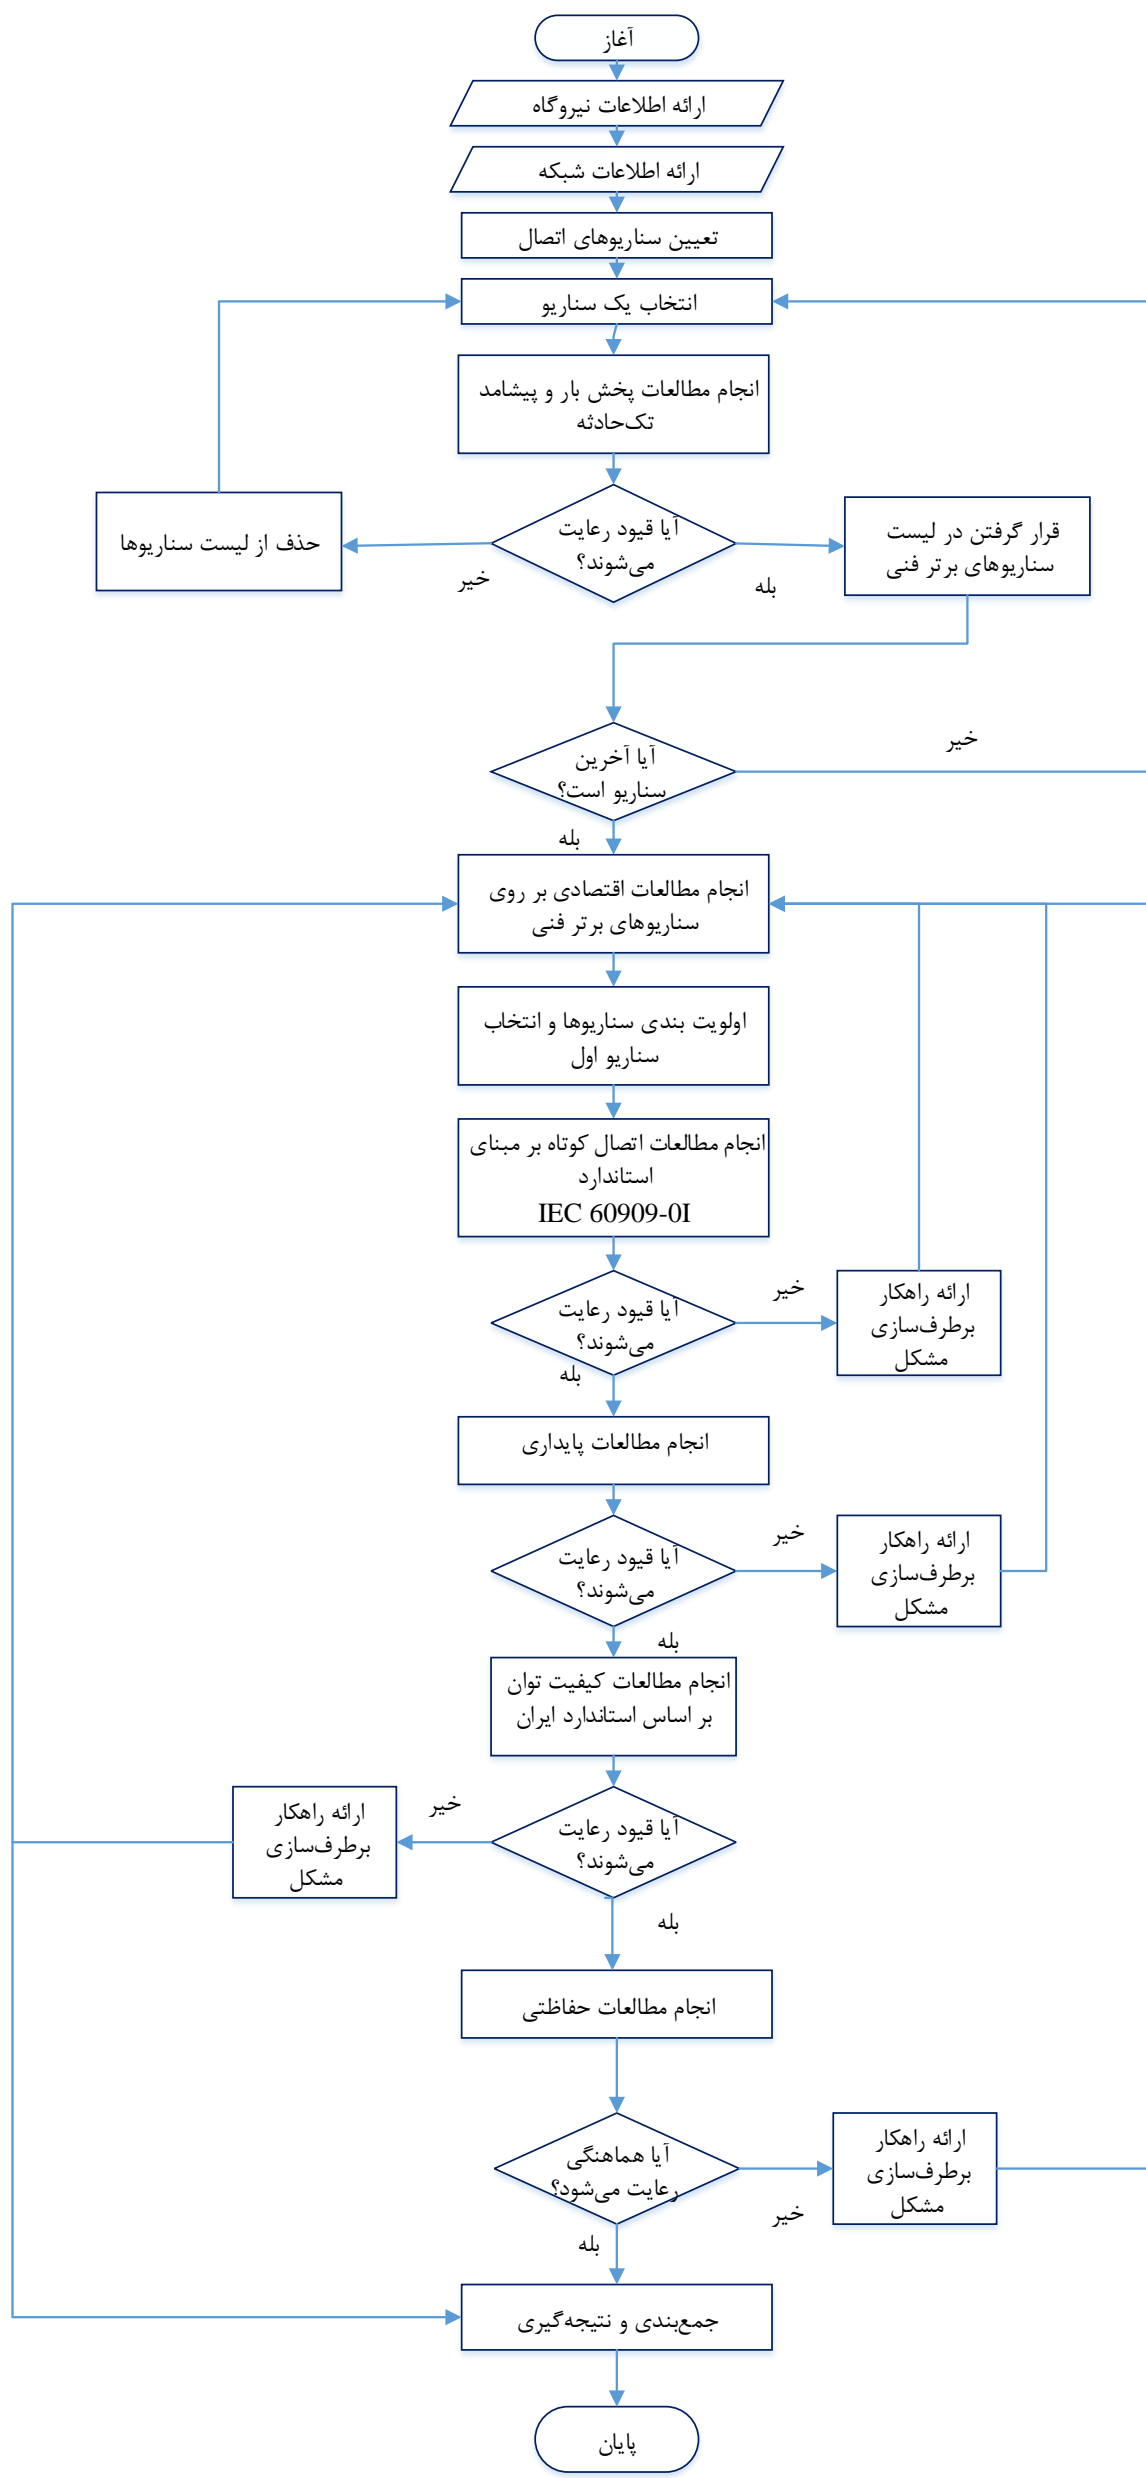 آغاز
ارائه اطلاعات نیروگاه
ارائه اطلاعات شبکه
تعیین سناریوهای اتصال
انتخاب یک سناریو
انجام مطالعات پخش بار و پیشامد
تک‌حادثه
آیا قیود رعایت
می‌شوند؟
خیر
بله
حذف از لیست سناریوها
قرار گرفتن در لیست
سناریوهای برتر فنی
آیا آخرین
سناریو است؟
خیر
بله
انجام مطالعات اقتصادی بر روی
سناریوهای برتر فنی
اولویت بندی سناریوها و انتخاب
سناریو اول
انجام مطالعات اتصال کوتاه بر مبنای
استاندارد
IEC 60909-0I
آیا قیود رعایت
می‌شوند؟
خیر
ارائه راهکار
برطرف‌سازی
مشکل
بله
انجام مطالعات پایداری
آیا قیود رعایت
می‌شوند؟
خیر
ارائه راهکار
برطرف‌سازی
مشکل
بله
انجام مطالعات کیفیت توان
بر اساس استاندارد ایران
آیا قیود رعایت
می‌شوند؟
خیر
ارائه راهکار
برطرف‌سازی
مشکل
بله
انجام مطالعات حفاظتی
آیا هماهنگی
رعایت می‌شود؟
خیر
ارائه راهکار
برطرف‌سازی
مشکل
بله
جمع‌بندی و نتیجه‌گیری
پایان